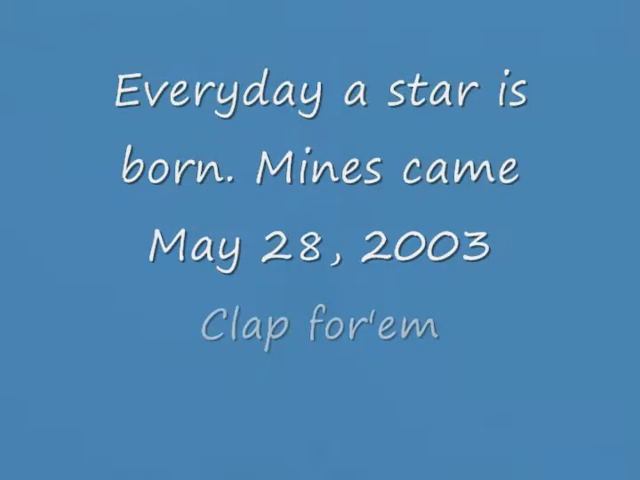 Everyday a star is
born. Mines came
May 28, 2003
Clap for'em